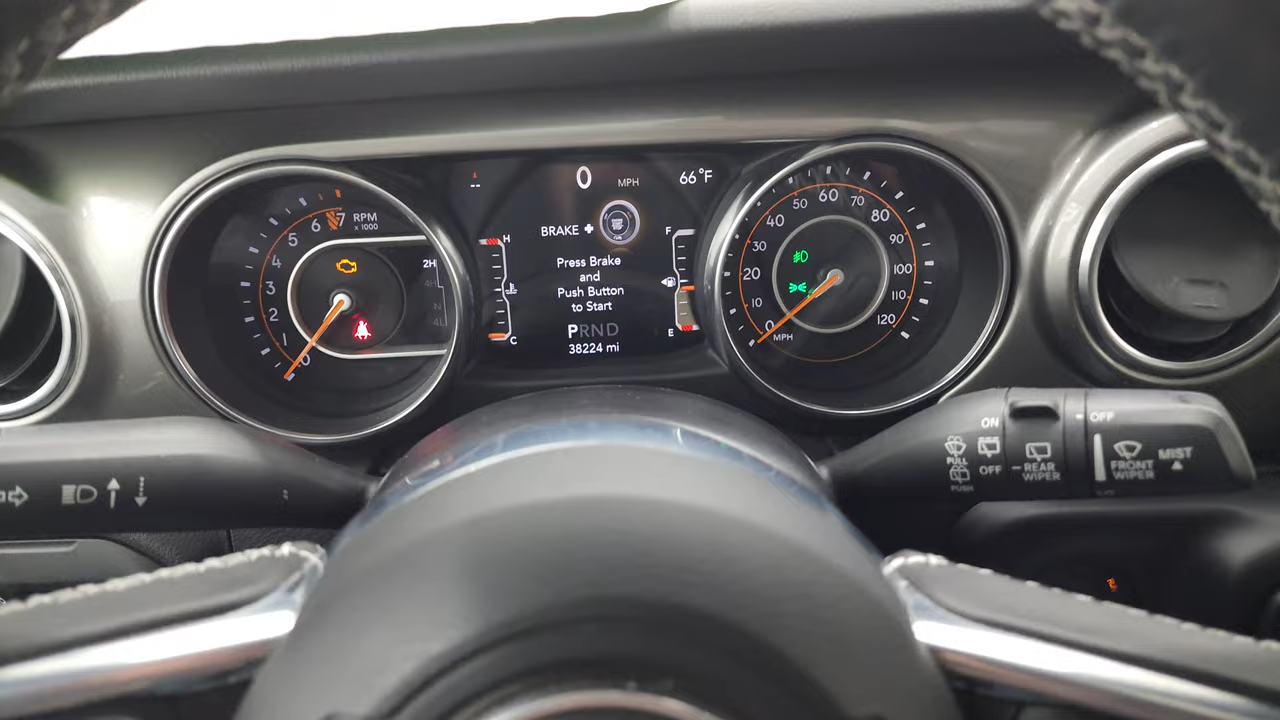 0 MPH 66°F
BRAKE +
Press Brake
and
Push Button
to Start
PRND
38224 mi
H
C
F
E
7
6
5
4
3
2
1
0
RPM
x 1000
2H
4H
N
4L
0
10
20
30
40
50
60
70
80
90
100
110
120
MPH
ON
OFF
PULL
PUSH
OFF
REAR
WIPER
FRONT
WIPER
MIST